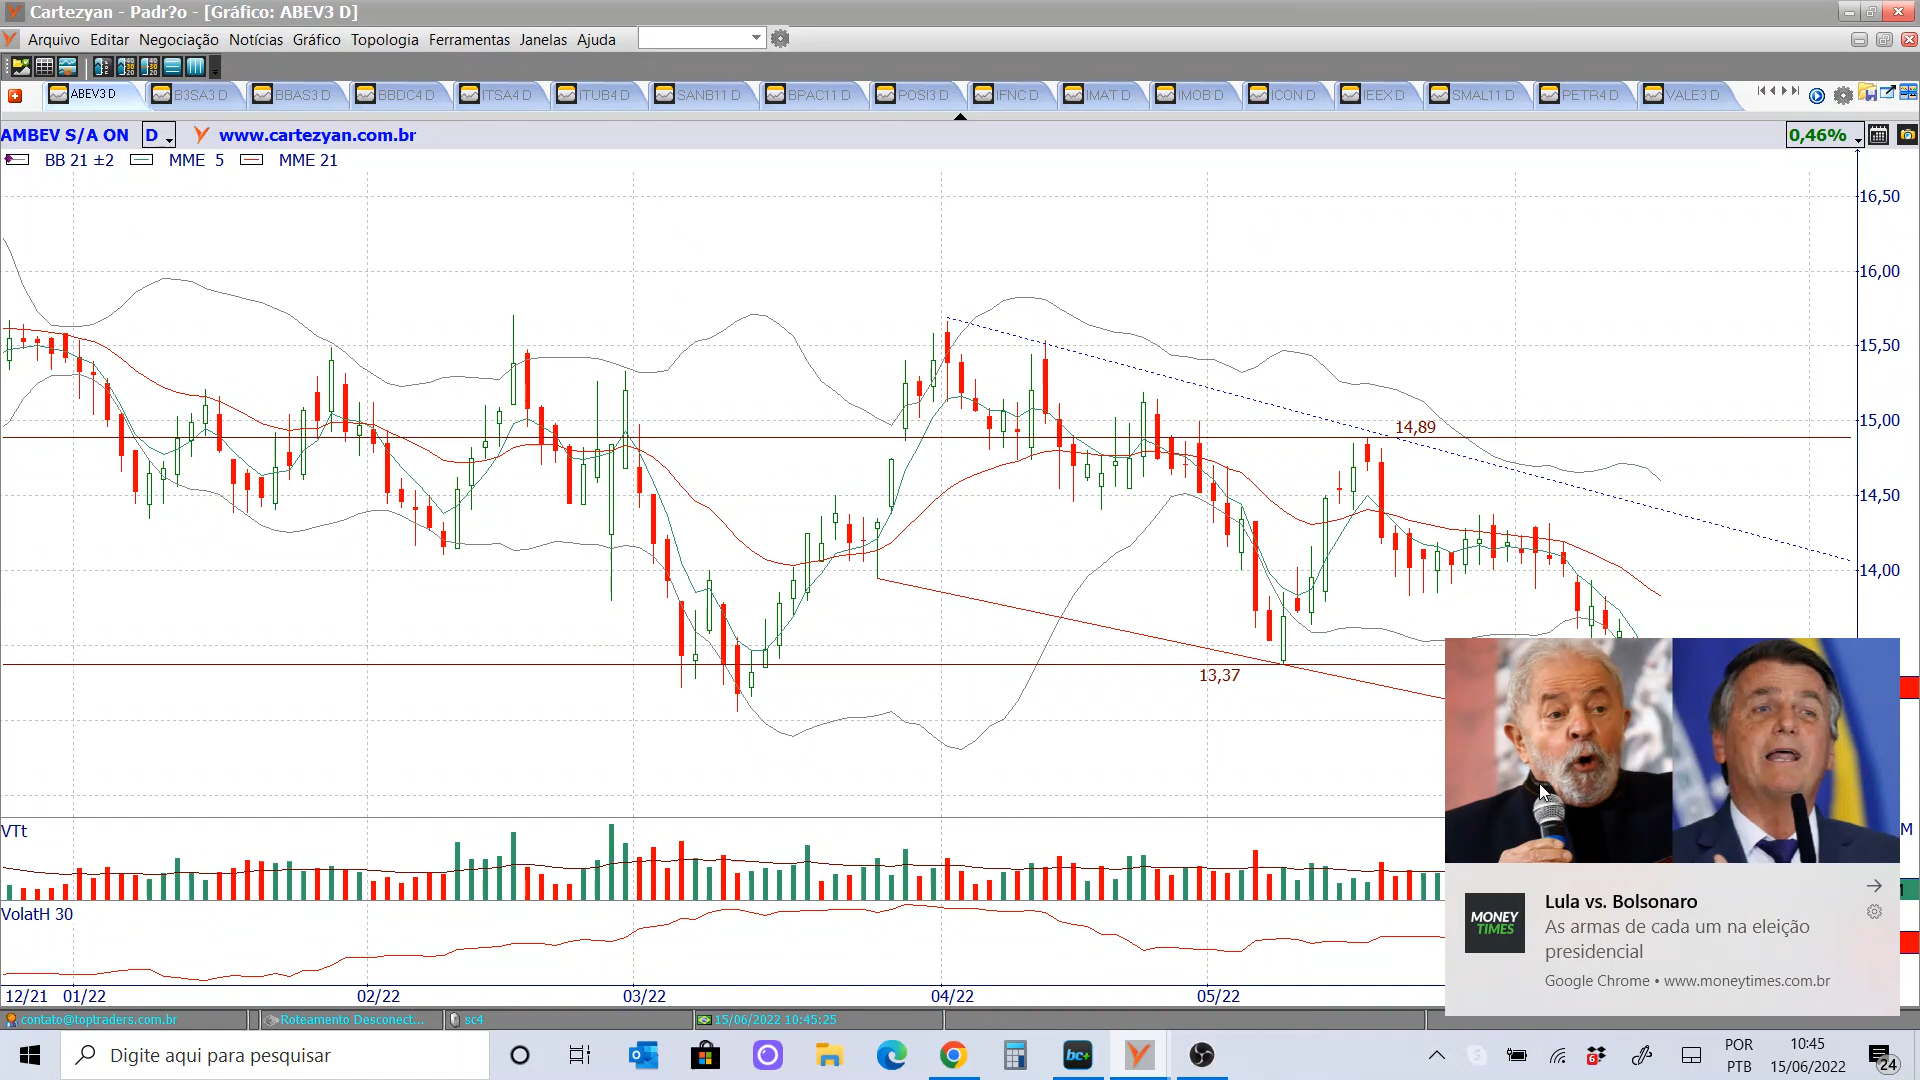 Cartezyan - Padr?o - [Gráfico: ABEV3 D]
Arquivo Editar Negociação Notícias Gráfico Topologia Ferramentas Janelas Ajuda
ABEV3 D B3SA3 D BBAS3 D BBDC4 D ITSA4 D ITUB4 D SANB11 D BPAC11 D POSI3 D IFNC D IMAT D IMOB D ICON D IEEX D SMAL11 D PETR4 D VALE3 D
AMBEV S/A ON D www.cartezyan.com.br 0,46%
BB 21 ±2 MME 5 MME 21
16,50
16,00
15,50
15,00
14,89
14,50
14,00
13,37
VTt
M
VolatH 30
MONEY
TIMES
Lula vs. Bolsonaro
As armas de cada um na eleição
presidencial
Google Chrome • www.moneytimes.com.br
12/21 01/22 02/22 03/22 04/22 05/22
contato@toptraders.com.br Roteamento Desconect... sc4 15/06/2022 10:45:25
Digite aqui para pesquisar
bc+
6
POR
PTB
10:45
15/06/2022
24